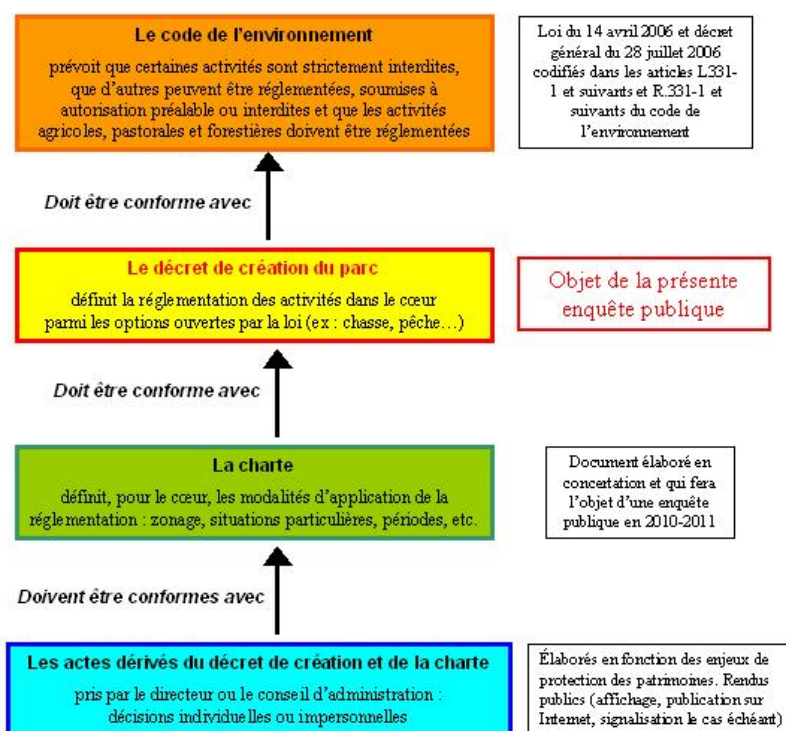 Le code de l'environnement
prévoit que certaines activités sont strictement interdites,
que d'autres peuvent être réglementées, soumises à
autorisation préalable ou interdites et que les activités
agricoles, pastorales et forestières doivent être réglementées
Loi du 14 avril 2006 et décret
général du 28 juillet 2006
codifiés dans les articles L331-
1 et suivants et R.331-1 et
suivants du code de
l'environnement
Doit être conforme avec
Le décret de création du parc
définit la réglementation des activités dans le cœur
parmi les options ouvertes par la loi (ex : chasse, pêche…)
Objet de la présente
enquête publique
Doit être conforme avec
La charte
définit, pour le cœur, les modalités d'application de la
réglementation : zonage, situations particulières, périodes, etc.
Document élaboré en
concertation et qui fera
l'objet d'une enquête
publique en 2010-2011
Doivent être conformes avec
Les actes dérivés du décret de création et de la charte
pris par le directeur ou le conseil d'administration :
décisions individuelles ou impersonnelles
Élaborés en fonction des enjeux de
protection des patrimoines. Rendus
publics (affichage, publication sur
Internet, signalisation le cas échéant)